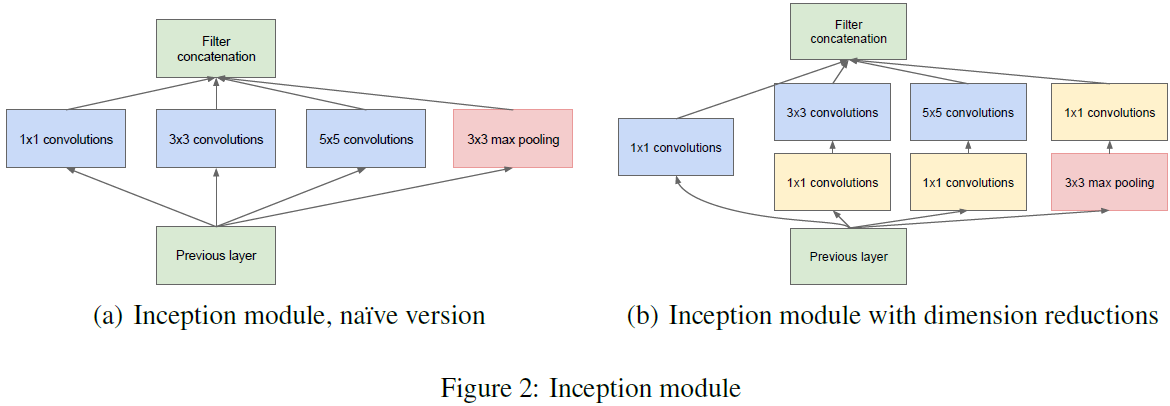 Filter
concatenation
1x1 convolutions
3x3 convolutions
5x5 convolutions
3x3 max pooling
Previous layer
(a) Inception module, naïve version
Filter
concatenation
1x1 convolutions
3x3 convolutions
5x5 convolutions
1x1 convolutions
1x1 convolutions
1x1 convolutions
3x3 max pooling
Previous layer
(b) Inception module with dimension reductions
Figure 2: Inception module